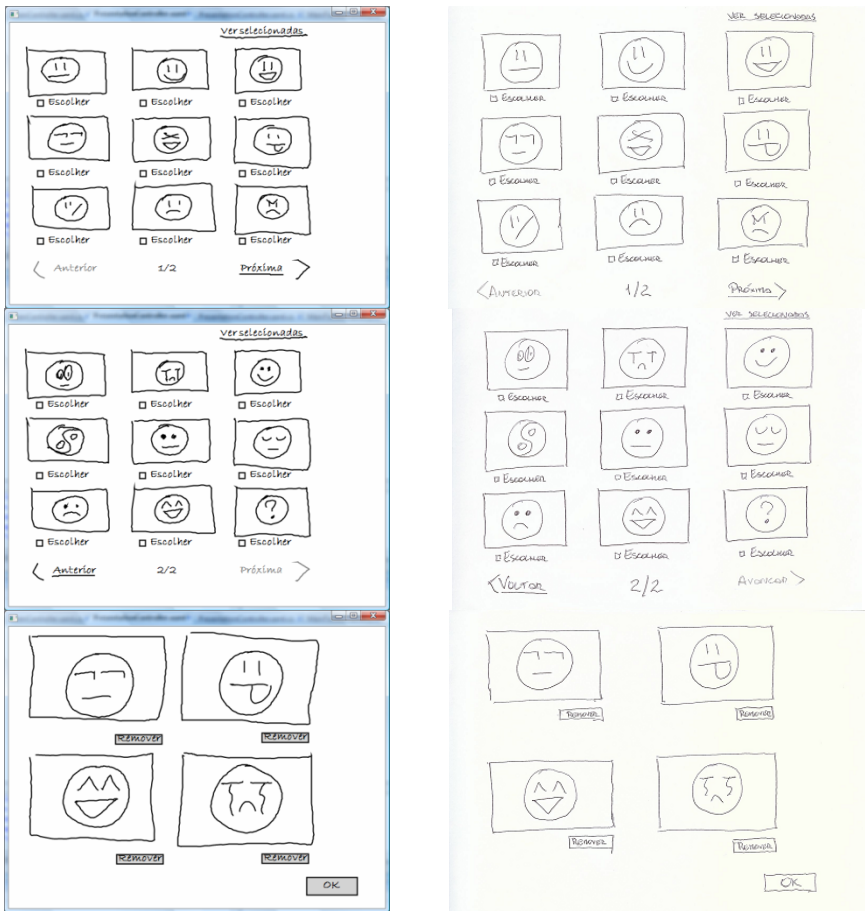 Ver selecionadas
Escolher Escolher Escolher
Escolher Escolher Escolher
Escolher Escolher Escolher
Anterior 1/2 Próxima
Ver selecionadas
Escolher Escolher Escolher
Escolher Escolher Escolher
Escolher Escolher Escolher
Anterior 2/2 Próxima
Remover Remover
Remover Remover
OK
VER SELECIONADAS
ESCOLHER ESCOLHER ESCOLHER
ESCOLHER ESCOLHER ESCOLHER
ESCOLHER ESCOLHER ESCOLHER
ANTERIOR 1/2 PRÓXIMA
VER SELECIONADAS
ESCOLHER ESCOLHER ESCOLHER
ESCOLHER ESCOLHER ESCOLHER
?
ESCOLHER ESCOLHER ESCOLHER
VOLTAR 2/2 AVANÇAR
REMOVER REMOVER
REMOVER REMOVER
OK